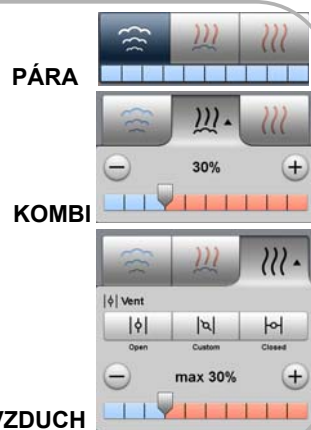 PÁRA
30%
KOMBI
Vent
Open Custom Closed
max 30%
VZDUCH